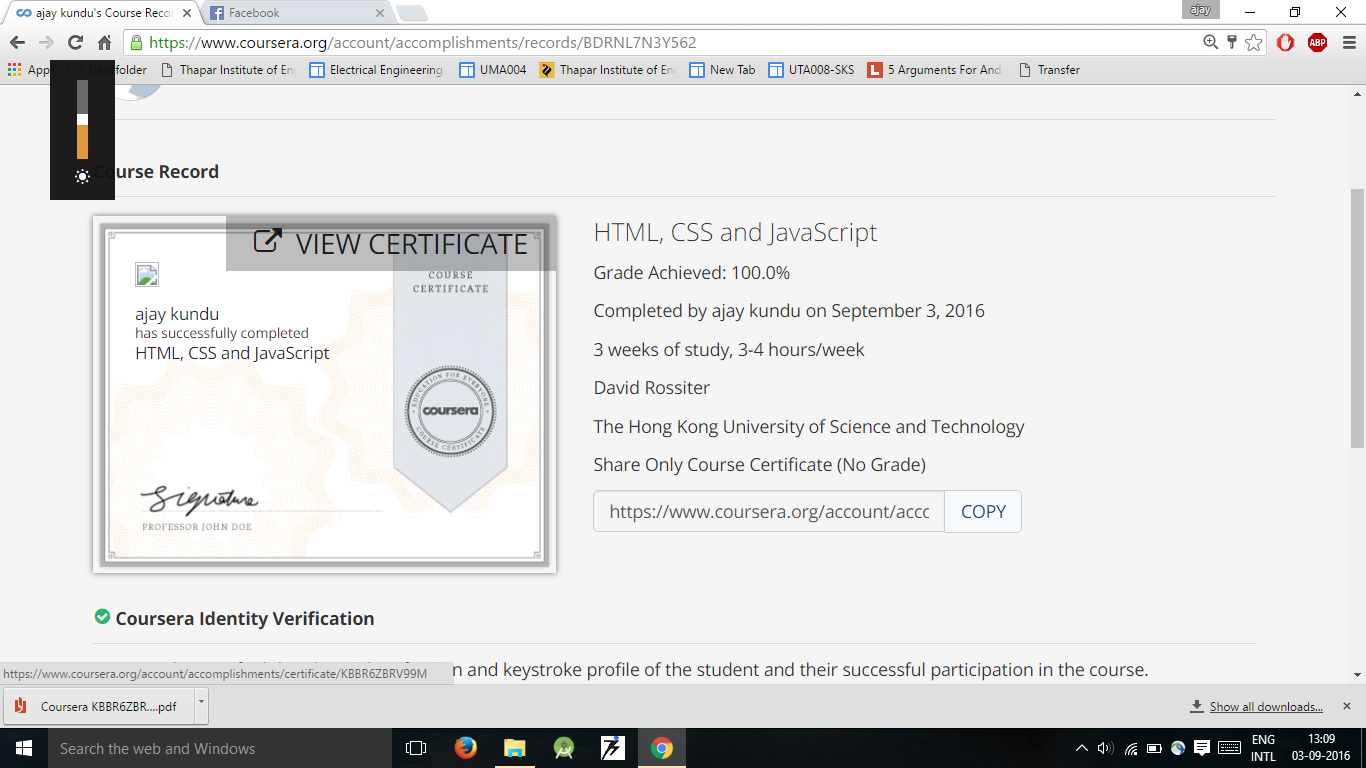 ajay kundu's Course Reco
Facebook
ajay
https://www.coursera.org/account/accomplishments/records/BDRNL7N3Y562
ABP
App
folder
Thapar Institute of En
Electrical Engineering
UMA004
Thapar Institute of En
New Tab
UTA008-SKS
5 Arguments For And
Transfer
Course Record
VIEW CERTIFICATE
COURSE
CERTIFICATE
ajay kundu
has successfully completed
HTML, CSS and JavaScript
EDUCATION FOR EVERYONE
coursera
COURSE CERTIFICATE
Signature
PROFESSOR JOHN DOE
HTML, CSS and JavaScript
Grade Achieved: 100.0%
Completed by ajay kundu on September 3, 2016
3 weeks of study, 3-4 hours/week
David Rossiter
The Hong Kong University of Science and Technology
Share Only Course Certificate (No Grade)
https://www.coursera.org/account/accc
COPY
Coursera Identity Verification
n and keystroke profile of the student and their successful participation in the course.
https://www.coursera.org/account/accomplishments/certificate/KBBR6ZBRV99M
Coursera KBBR6ZBR....pdf
Show all downloads...
Search the web and Windows
ENG
INTL
13:09
03-09-2016